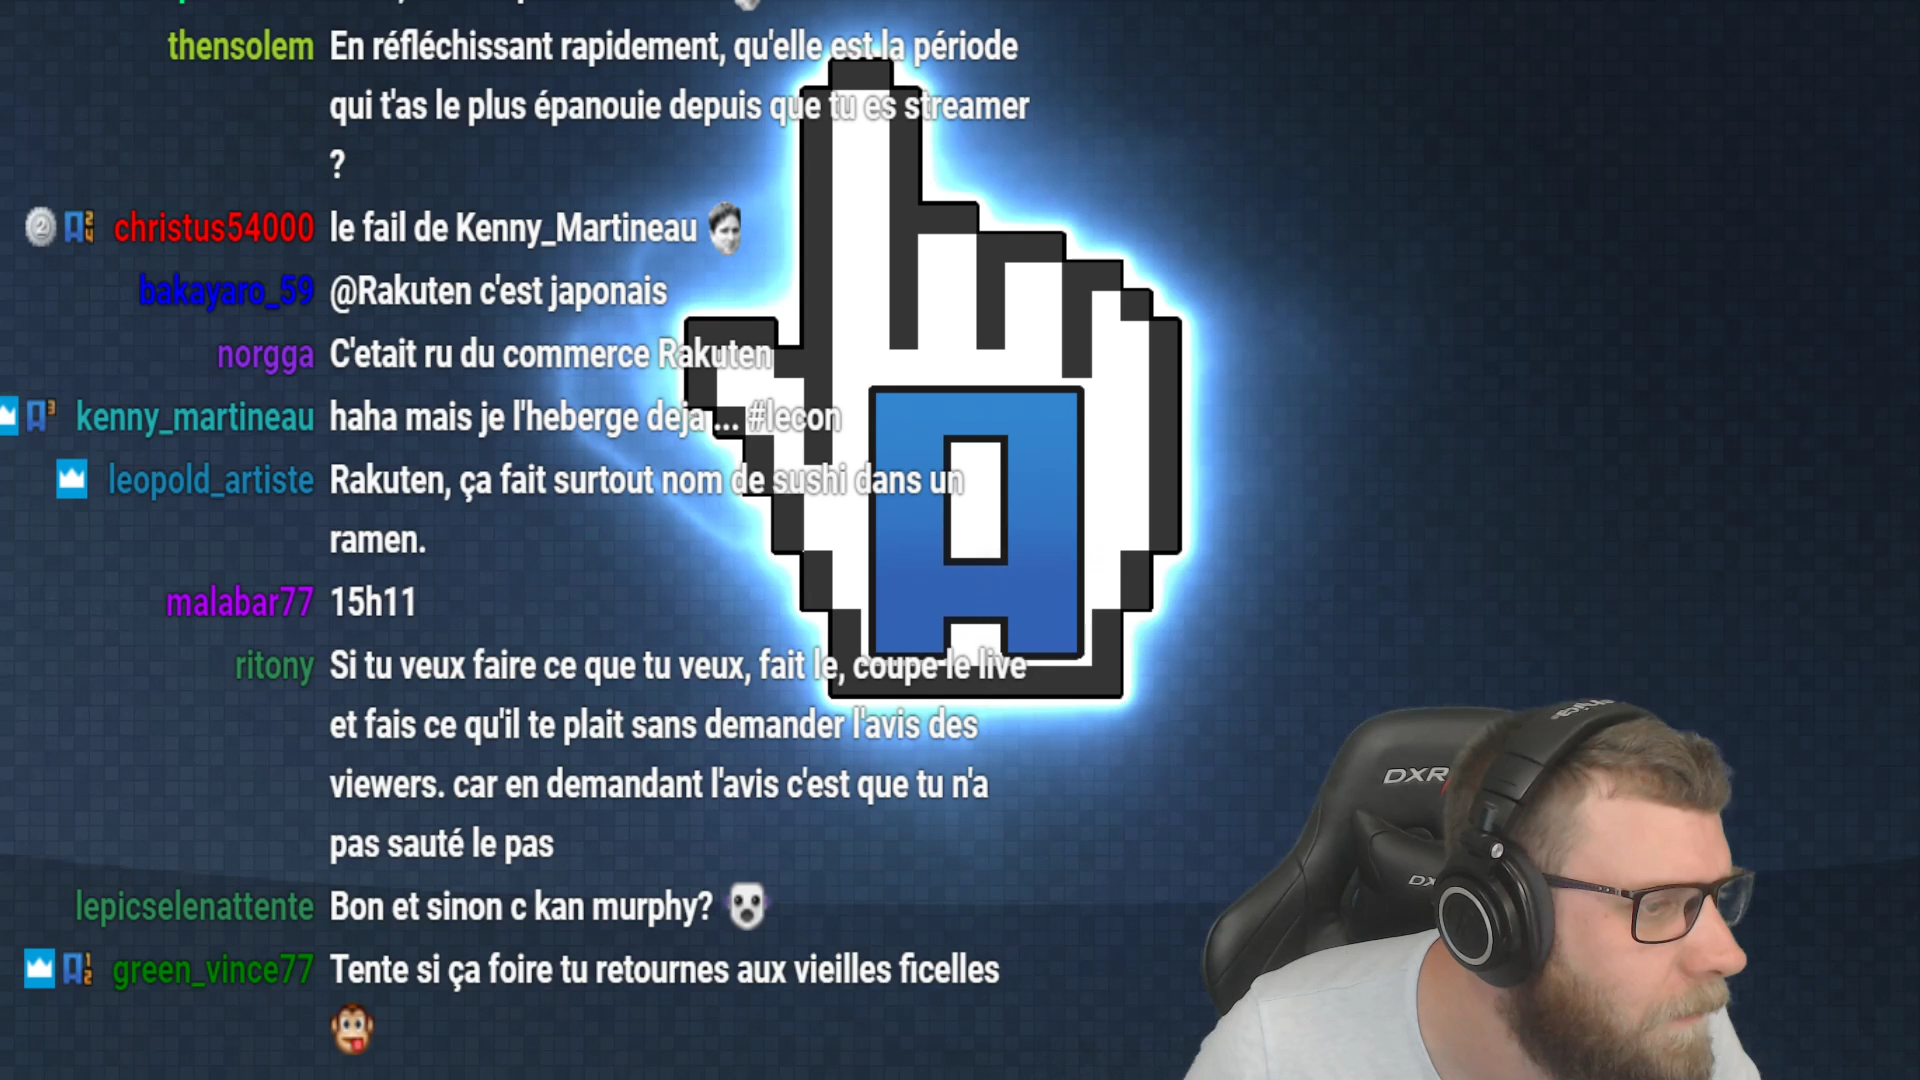 thensolem En réfléchissant rapidement, qu'elle est la période
qui t'as le plus épanouie depuis que tu es streamer
?
christus54000 le fail de Kenny_Martineau
bakayaro_59 @Rakuten c'est japonais
norgga C'etait ru du commerce Rakuten
kenny_martineau haha mais je l'heberge deja ... #lecon
leopold_artiste Rakuten, ça fait surtout nom de sushi dans un
ramen.
malabar77 15h11
ritony Si tu veux faire ce que tu veux, fait le, coupe le live
et fais ce qu'il te plait sans demander l'avis des
viewers. car en demandant l'avis c'est que tu n'a
pas sauté le pas
lepicselenattente Bon et sinon c kan murphy?
green_vince77 Tente si ça foire tu retournes aux vieilles ficelles
DXR
DX